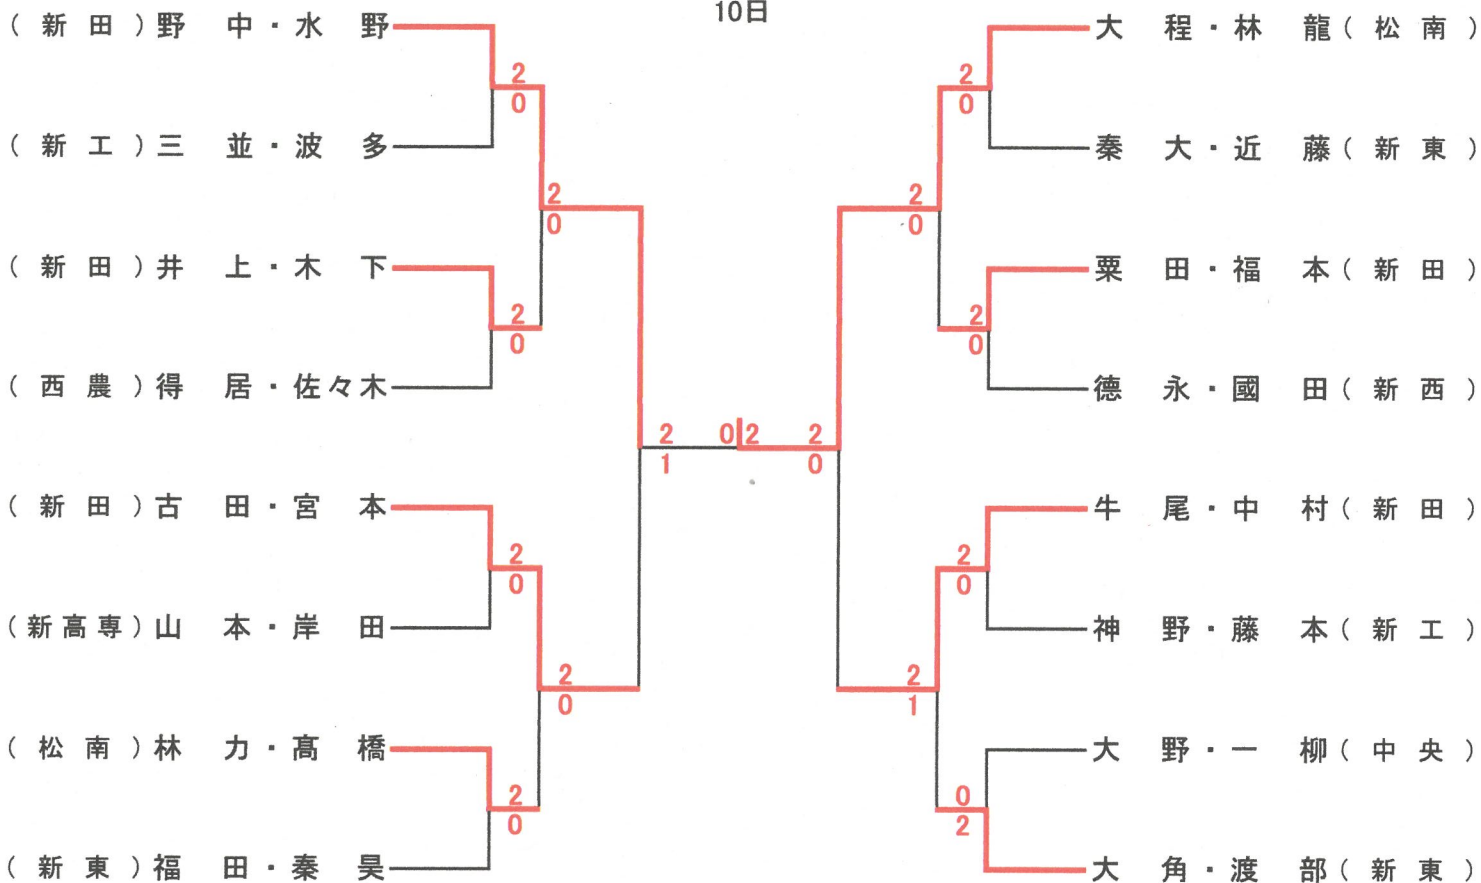 10日
(新田)野中・水野
2
0
(新工)三並・波多
2
0
(新田)井上・木下
2
0
(西農)得居・佐々木
2
1
(新田)古田・宮本
2
0
(新高専)山本・岸田
2
0
(松南)林力・髙橋
2
0
(新東)福田・秦昊
0 2
大程・林龍(松南)
2
0
秦大・近藤(新東)
2
0
粟田・福本(新田)
2
0
德永・國田(新西)
2
0
牛尾・中村(新田)
2
0
神野・藤本(新工)
2
1
大野・一柳(中央)
0
2
大角・渡部(新東)